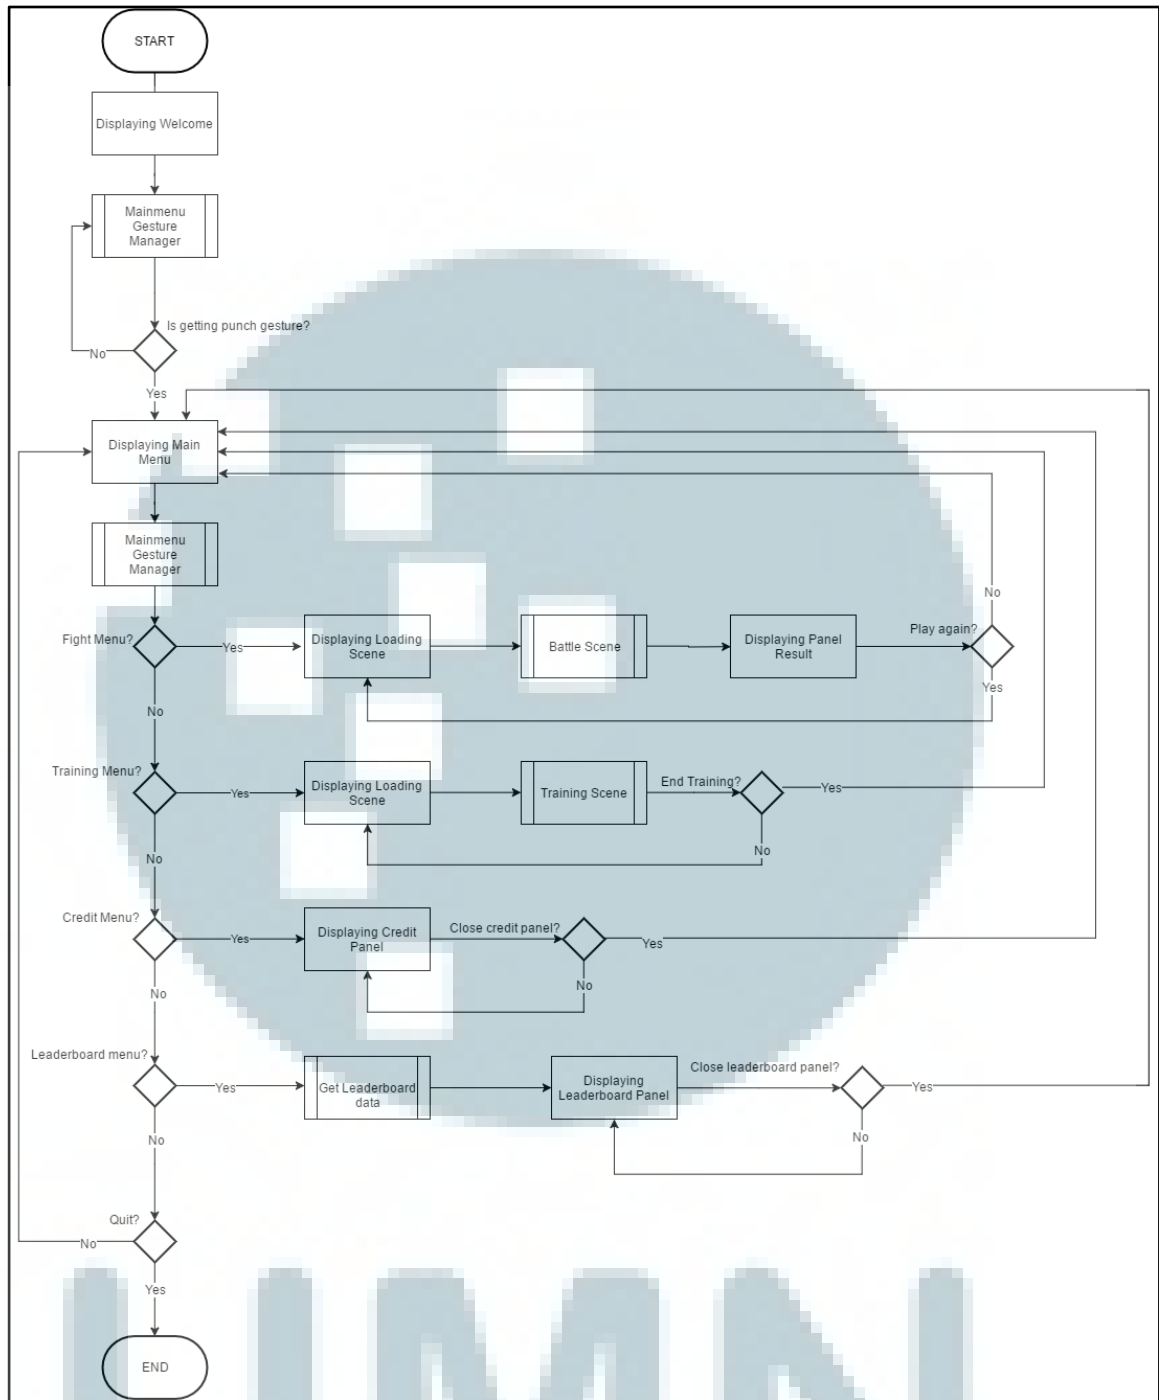 START
Displaying Welcome
Mainmenu
Gesture
Manager
Is getting punch gesture?
No
Yes
Displaying Main
Menu
Mainmenu
Gesture
Manager
Fight Menu?
Yes
Displaying Loading
Scene
Battle Scene
Displaying Panel
Result
Play again?
No
Yes
No
Training Menu?
Yes
Displaying Loading
Scene
Training Scene
End Training?
Yes
No
No
Credit Menu?
Yes
Displaying Credit
Panel
Close credit panel?
Yes
No
No
Leaderboard menu?
Yes
Get Leaderboard
data
Displaying
Leaderboard Panel
Close leaderboard panel?
Yes
No
No
Quit?
No
Yes
END
UMN